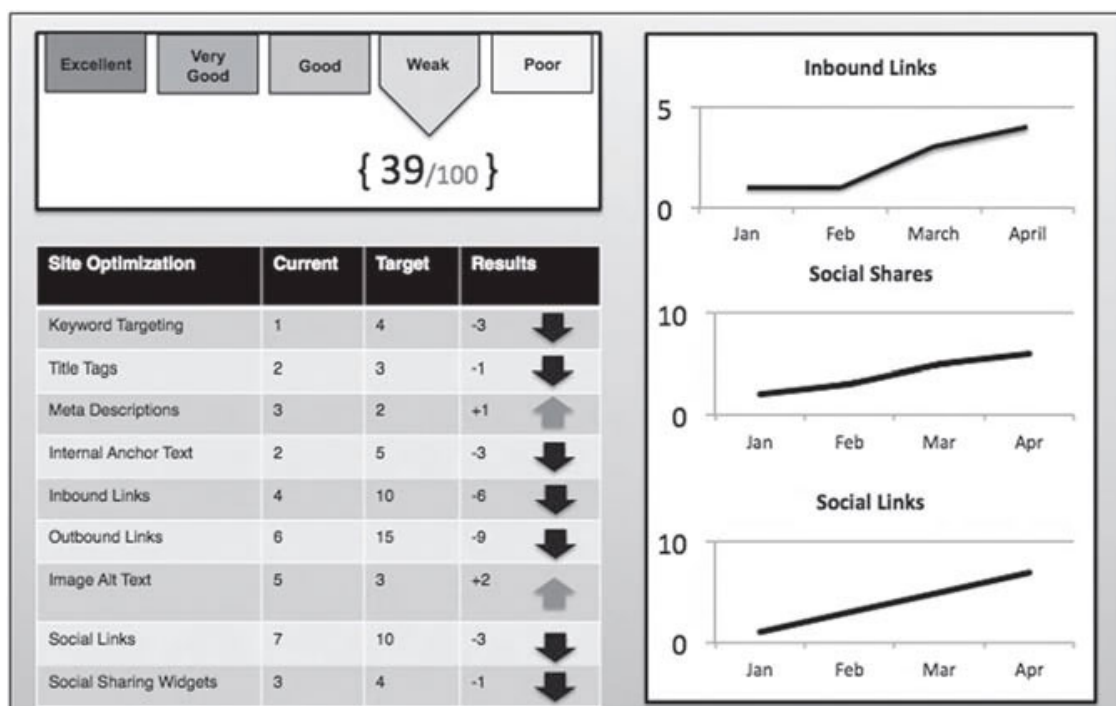 Excellent
Very
Good
Good
Weak
Poor
{ 39/100 }
Site Optimization Current Target Results
Keyword Targeting 1 4 -3
Title Tags 2 3 -1
Meta Descriptions 3 2 +1
Internal Anchor Text 2 5 -3
Inbound Links 4 10 -6
Outbound Links 6 15 -9
Image Alt Text 5 3 +2
Social Links 7 10 -3
Social Sharing Widgets 3 4 -1
Inbound Links
5
0
Jan Feb March April
Social Shares
10
0
Jan Feb Mar Apr
Social Links
10
0
Jan Feb Mar Apr